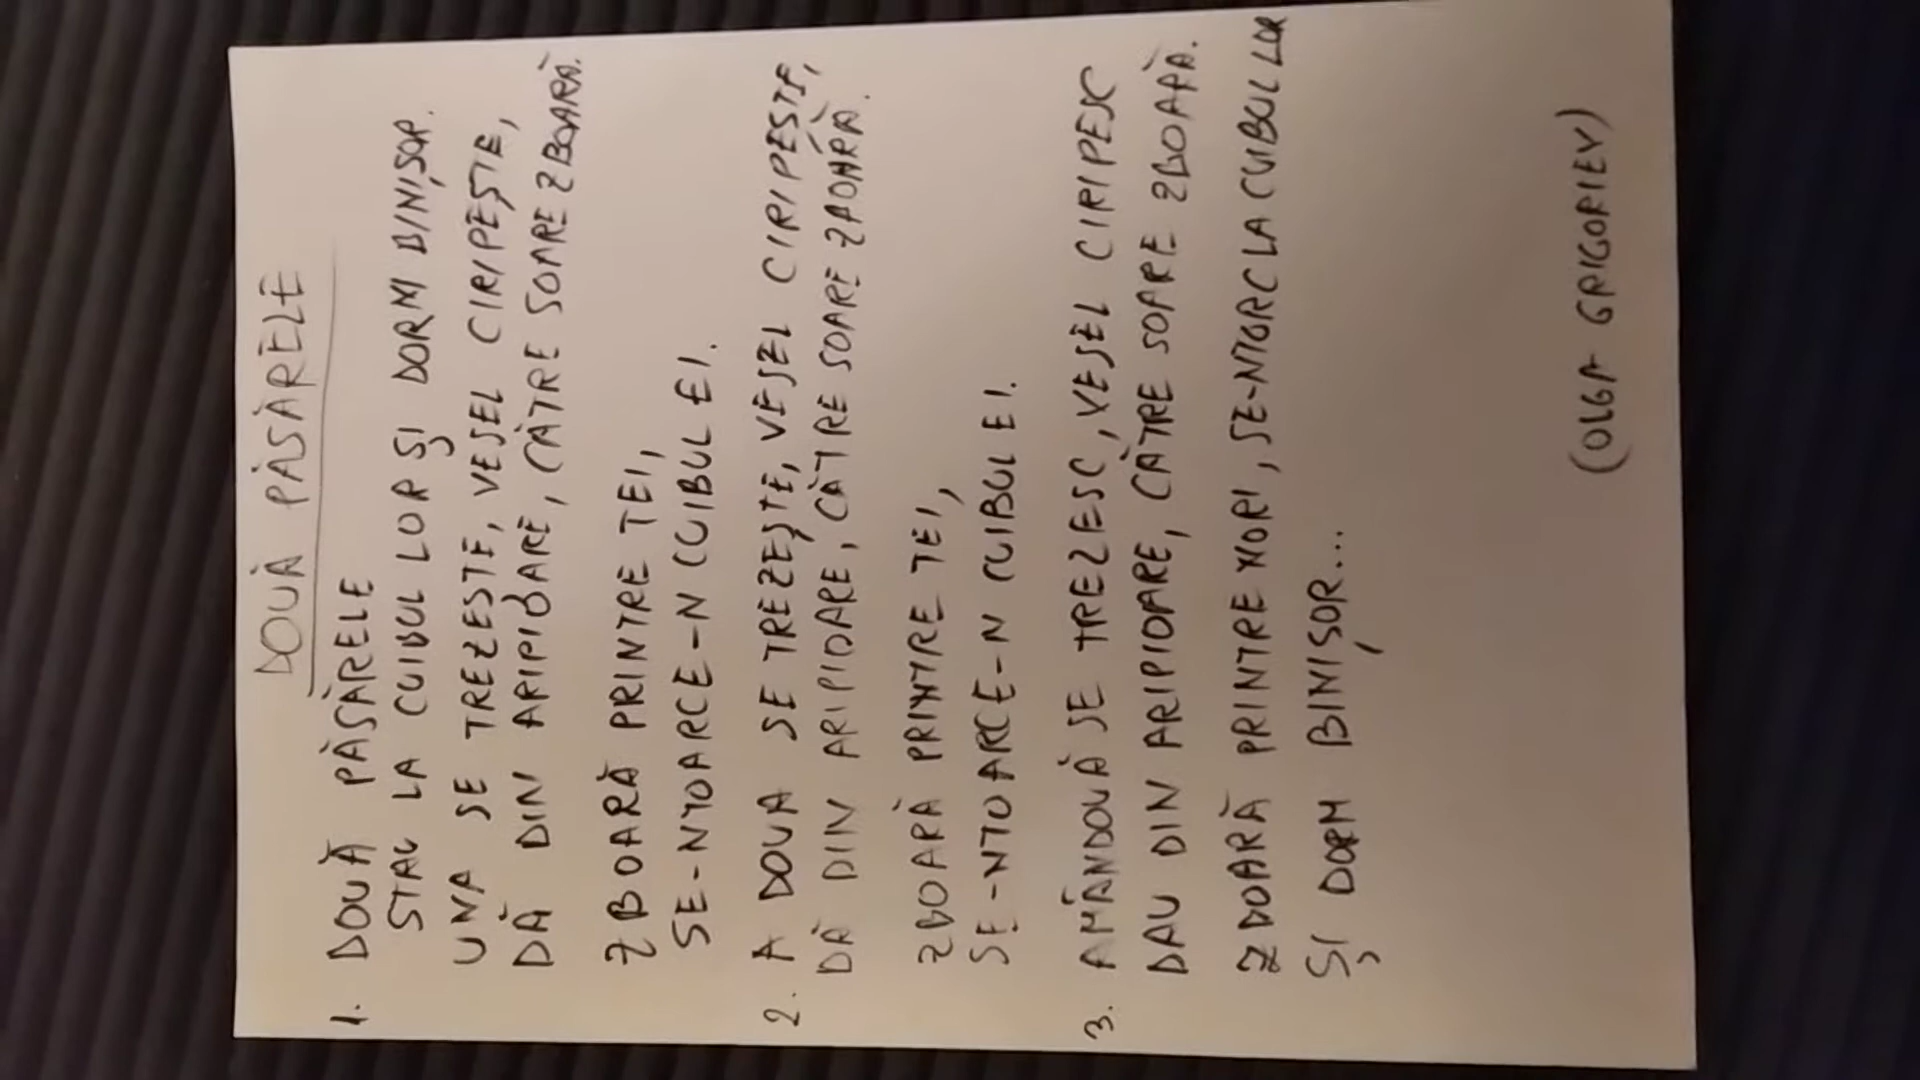 DOUĂ PĂSĂRELE
1. DOUĂ PĂSĂRELE
STAU LA CUIBUL LOR ȘI DORM BINIȘOR.
UNA SE TREZEȘTE, VESEL CIRIPEȘTE,
DĂ DIN ARIPIOARE, CĂTRE SOARE ZBOARĂ.
ZBOARĂ PRINTRE TEI,
SE-NTOARCE-N CUIBUL EI.
2. A DOUA SE TREZEȘTE, VESEL CIRIPEȘTE,
DĂ DIN ARIPIOARE, CĂTRE SOARE ZBOARĂ.
ZBOARĂ PRINTRE TEI,
SE-NTOARCE-N CUIBUL EI.
3. AMÂNDOUĂ SE TREZESC, VESEL CIRIPESC
DAU DIN ARIPIOARE, CĂTRE SOARE ZBOARĂ.
ZBOARĂ PRINTRE NORI, SE-NTORC LA CUIBUL LOR
ȘI DORM BINIȘOR...
(OLGA GRIGORIEV)